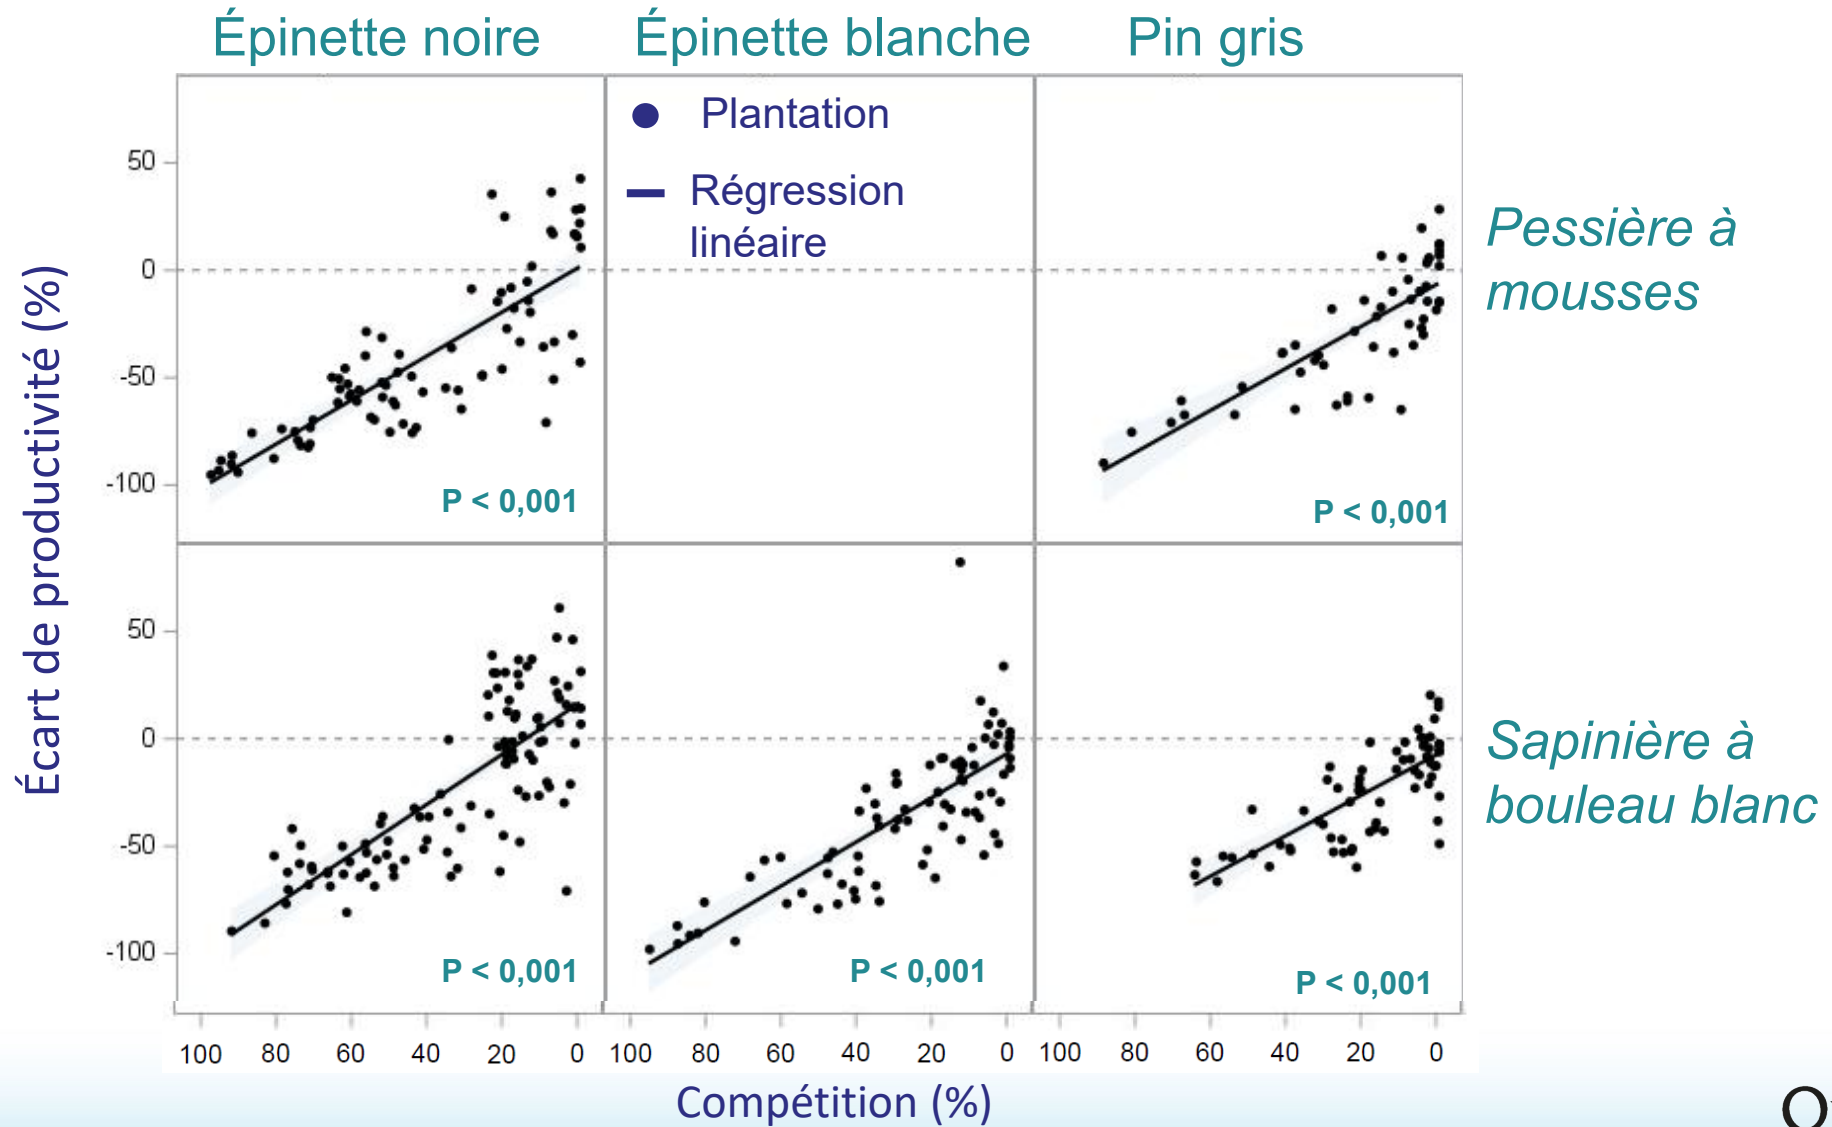 Épinette noire
Épinette blanche
Pin gris
Plantation
Régression
linéaire
50
0
-50
-100
P < 0,001
P < 0,001
Pessière à
mousses
Écart de productivité (%)
50
0
-50
-100
P < 0,001
P < 0,001
P < 0,001
Sapinière à
bouleau blanc
100 80 60 40 20 0
100 80 60 40 20 0
100 80 60 40 20 0
Compétition (%)